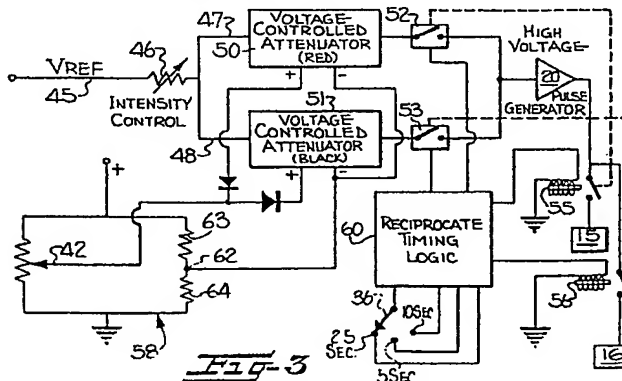 47
VOLTAGE-
CONTROLLED
ATTENUATOR
(RED)
50
52
HIGH VOLTAGE
46
VREF
45
INTENSITY
CONTROL
+
-
51
VOLTAGE
CONTROLLED
ATTENUATOR
(BLACK)
48
53
20
PULSE
GENERATOR
+
-
+
63
62
42
64
58
60
RECIPROCATE
TIMING
LOGIC
55
15
56
16
36
10SEC
2.5
SEC.
5SEC
Fig-3